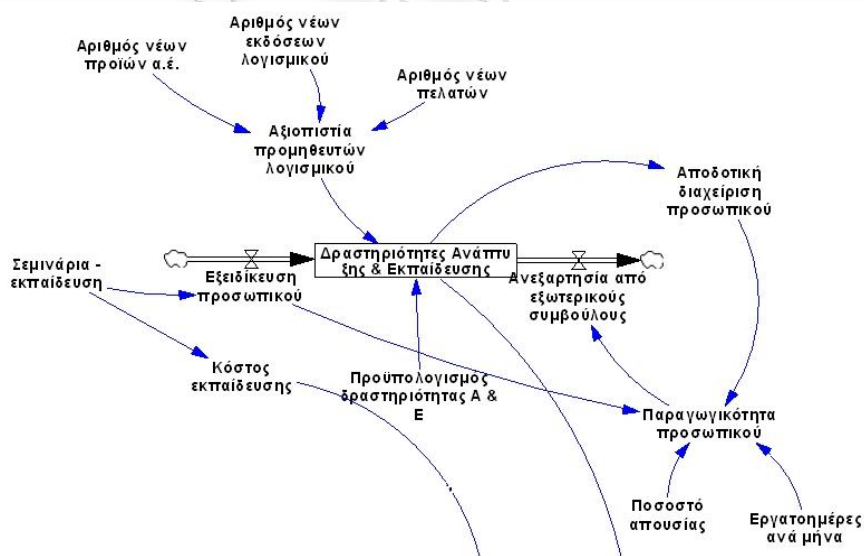 Αριθμός νέων
προϊών α.έ.
Αριθμός νέων
εκδόσεων
λογισμικού
Αριθμός νέων
πελατών
Αξιοπιστία
προμηθευτών
λογισμικού
Αποδοτική
διαχείριση
προσωπικού
Δραστηριότητες Ανάπτυ
ξης & Εκπαίδευσης
Σεμινάρια -
εκπαίδευση
Εξειδίκευση
προσωπικού
Ανεξαρτησία από
εξωτερικούς
συμβούλους
Κόστος
εκπαίδευσης
Προϋπολογισμός
δραστηριότητας Α &
Ε
Παραγωγικότητα
προσωπικού
Ποσοστό
απουσίας
Εργατοημέρες
ανά μήνα